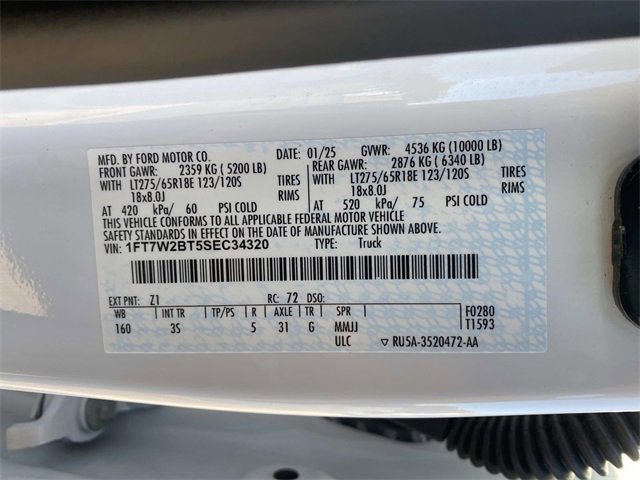 MFD. BY FORD MOTOR CO.
DATE: 01/25 GVWR: 4536 KG (10000 LB)
FRONT GAWR: 2359 KG ( 5200 LB)
REAR GAWR: 2876 KG ( 6340 LB)
WITH LT275/65R18E 123/120S TIRES
WITH LT275/65R18E 123/120S TIRES
18x8.0J RIMS
18x8.0J RIMS
AT 420 kPa/ 60 PSI COLD
AT 520 kPa/ 75 PSI COLD
THIS VEHICLE CONFORMS TO ALL APPLICABLE FEDERAL MOTOR VEHICLE
SAFETY STANDARDS IN EFFECT ON THE DATE OF MANUFACTURE SHOWN ABOVE.
VIN: 1FT7W2BT5SEC34320 TYPE: Truck
EXT PNT: Z1 RC: 72 DSO:
WB INT TR TP/PS R AXLE TR SPR F0280
160 3S 5 31 G MMJJ T1593
ULC ▽ RU5A-3520472-AA